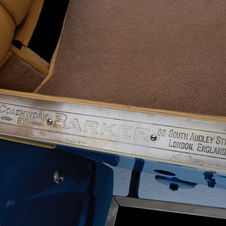 COACHWORK
BY
BARKER
66 SOUTH AUDLEY ST
LONDON, ENGLAND